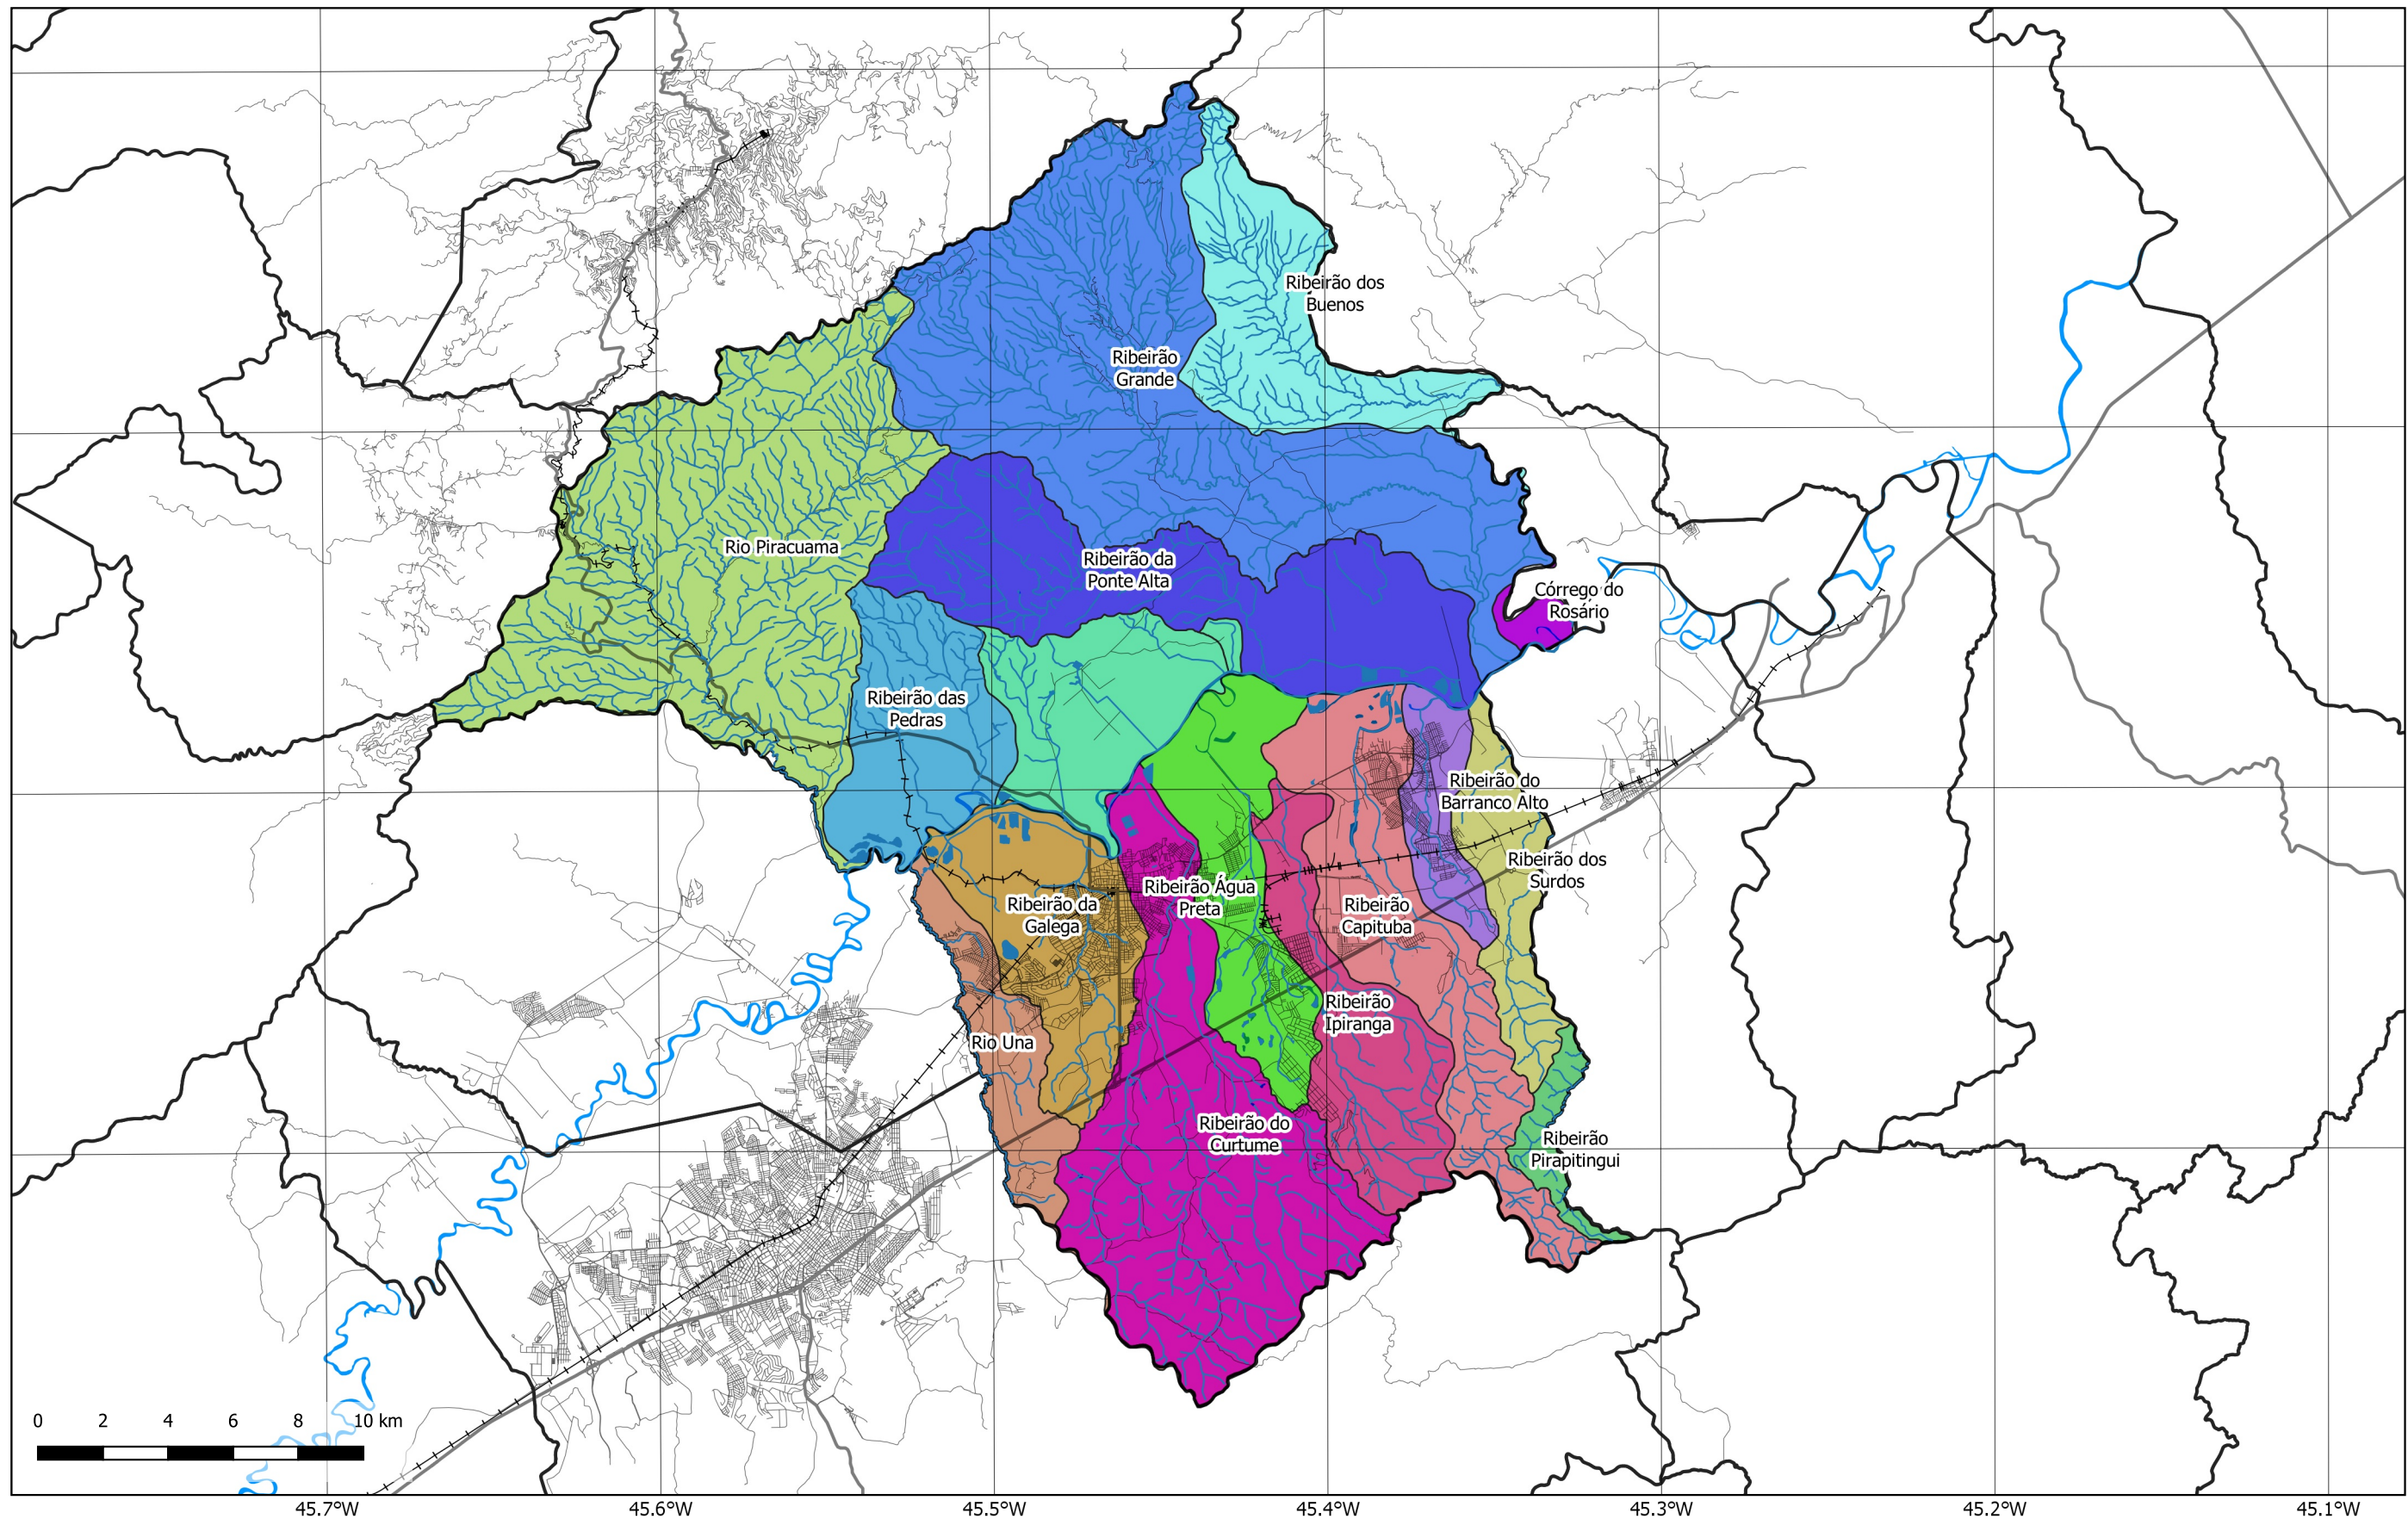 Ribeirão dos
Buenos
Ribeirão
Grande
Rio Piracuama
Ribeirão da
Ponte Alta
Córrego do
Rosário
Ribeirão das
Pedras
Ribeirão do
Barranco Alto
Ribeirão dos
Surdos
Ribeirão Água
Preta
Ribeirão da
Galega
Ribeirão
Capituba
Ribeirão
Ipiranga
Rio Una
Ribeirão do
Curtume
Ribeirão
Pirapitingui
0 2 4 6 8 10 km
45.7°W 45.6°W 45.5°W 45.4°W 45.3°W 45.2°W 45.1°W